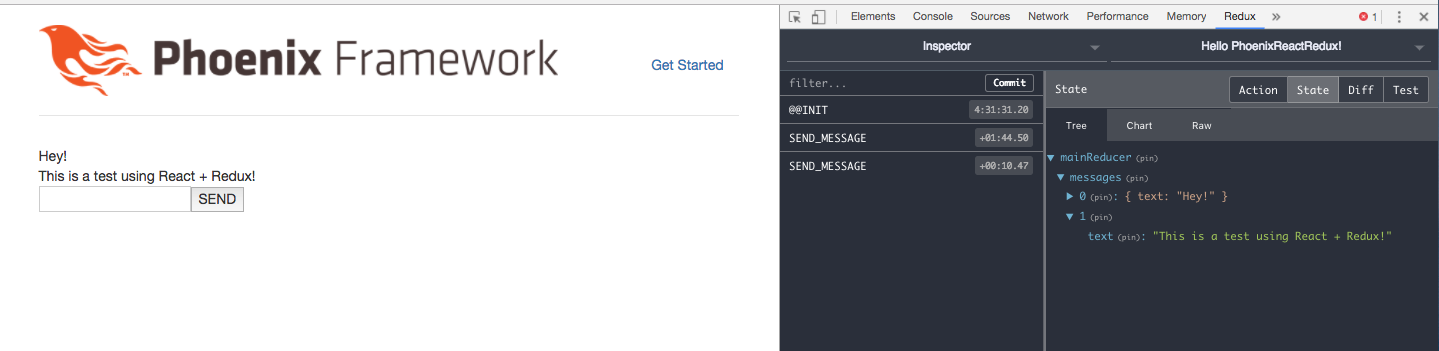 Phoenix Framework
Get Started
Hey!
This is a test using React + Redux!
SEND
Elements Console Sources Network Performance Memory Redux » 1
Inspector Hello PhoenixReactRedux!
filter... Commit
@@INIT 4:31:31.20
SEND_MESSAGE +01:44.50
SEND_MESSAGE +00:10.47
State Action State Diff Test
Tree Chart Raw
mainReducer (pin)
messages (pin)
0 (pin): { text: "Hey!" }
1 (pin)
text (pin): "This is a test using React + Redux!"